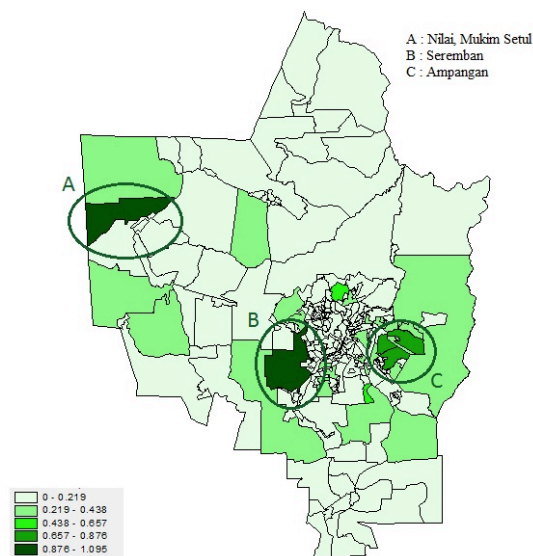 A : Nilai, Mukim Setul
B : Seremban
C : Ampangan
A
B
C
0 - 0.219
0.219 - 0.438
0.438 - 0.657
0.657 - 0.876
0.876 - 1.095